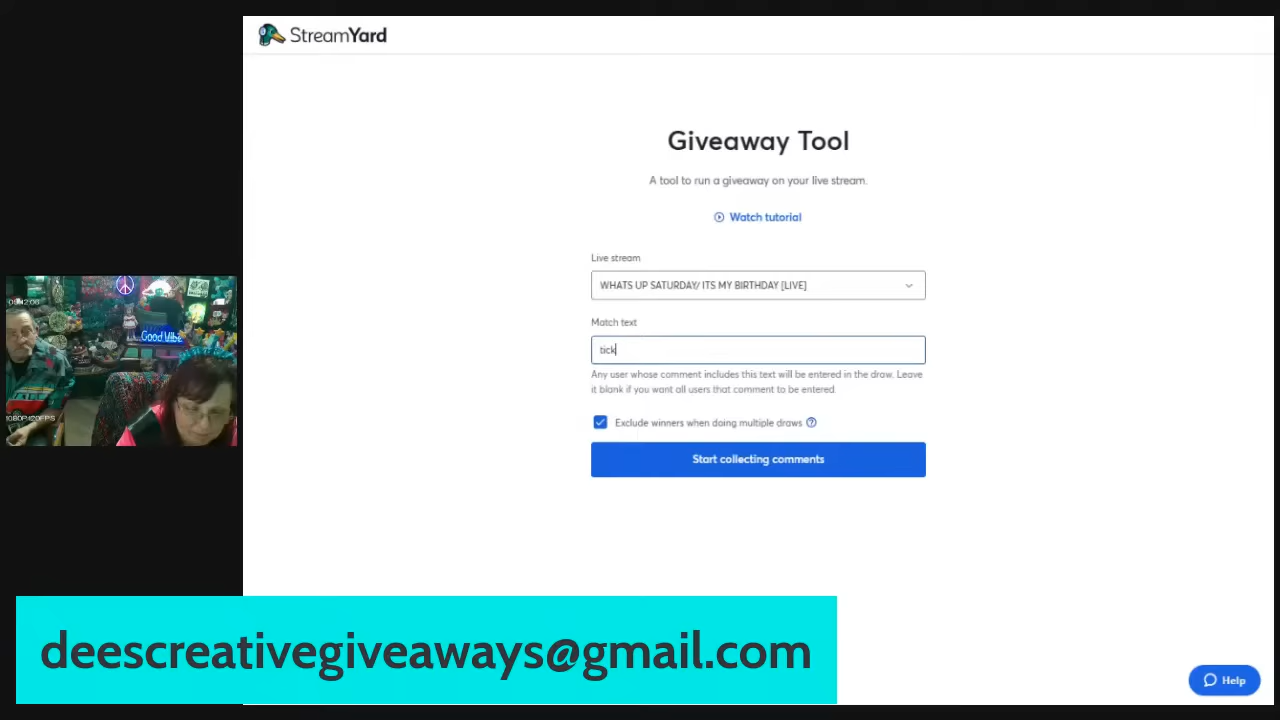 StreamYard
Giveaway Tool
A tool to run a giveaway on your live stream.
Watch tutorial
Live stream
WHATS UP SATURDAY/ ITS MY BIRTHDAY [LIVE]
Match text
tick
Any user whose comment includes this text will be entered in the draw. Leave
it blank if you want all users that comment to be entered.
Exclude winners when doing multiple draws
Start collecting comments
Good Vibe
deescreativegiveaways@gmail.com
Help